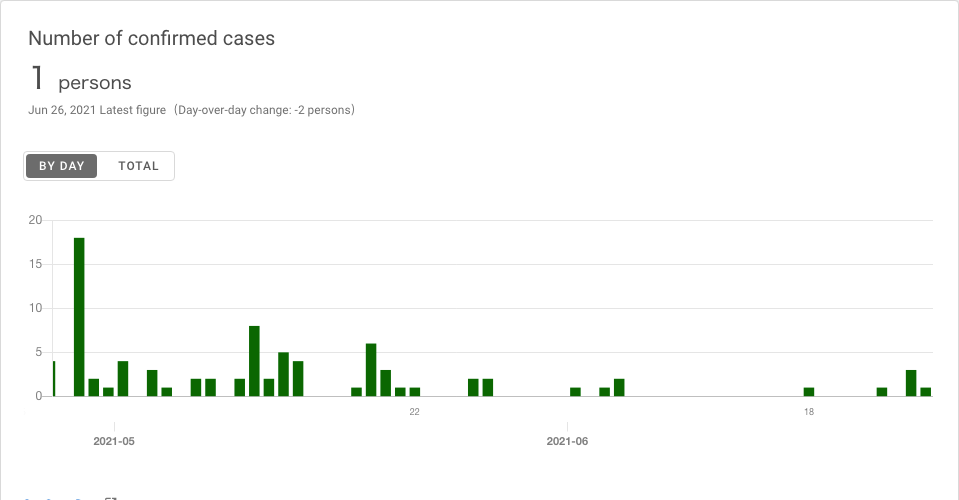 Number of confirmed cases
1 persons
Jun 26, 2021 Latest figure (Day-over-day change: -2 persons)
BY DAY TOTAL
20
15
10
5
0
22 18
2021-05 2021-06